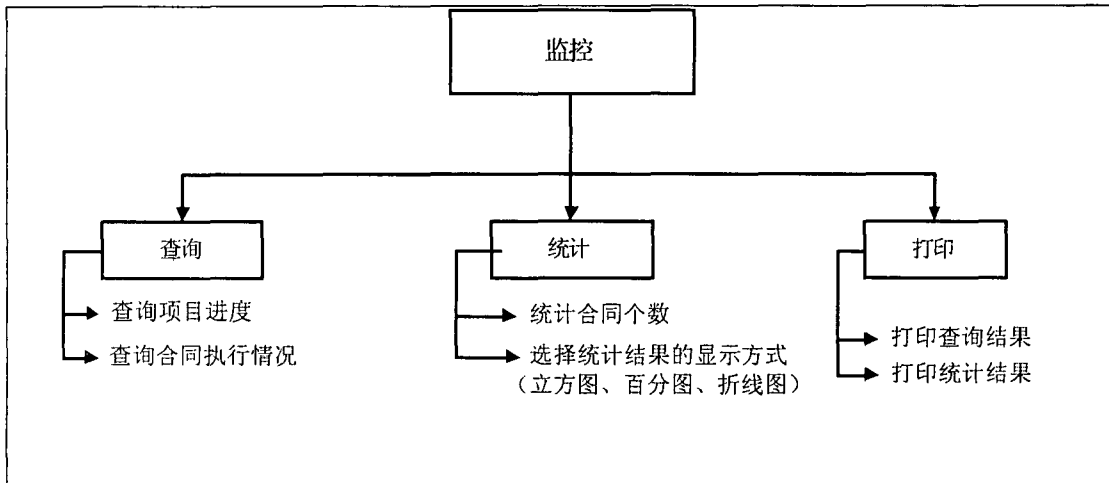 监控
查询
查询项目进度
查询合同执行情况
统计
统计合同个数
选择统计结果的显示方式
（立方图、百分图、折线图）
打印
打印查询结果
打印统计结果